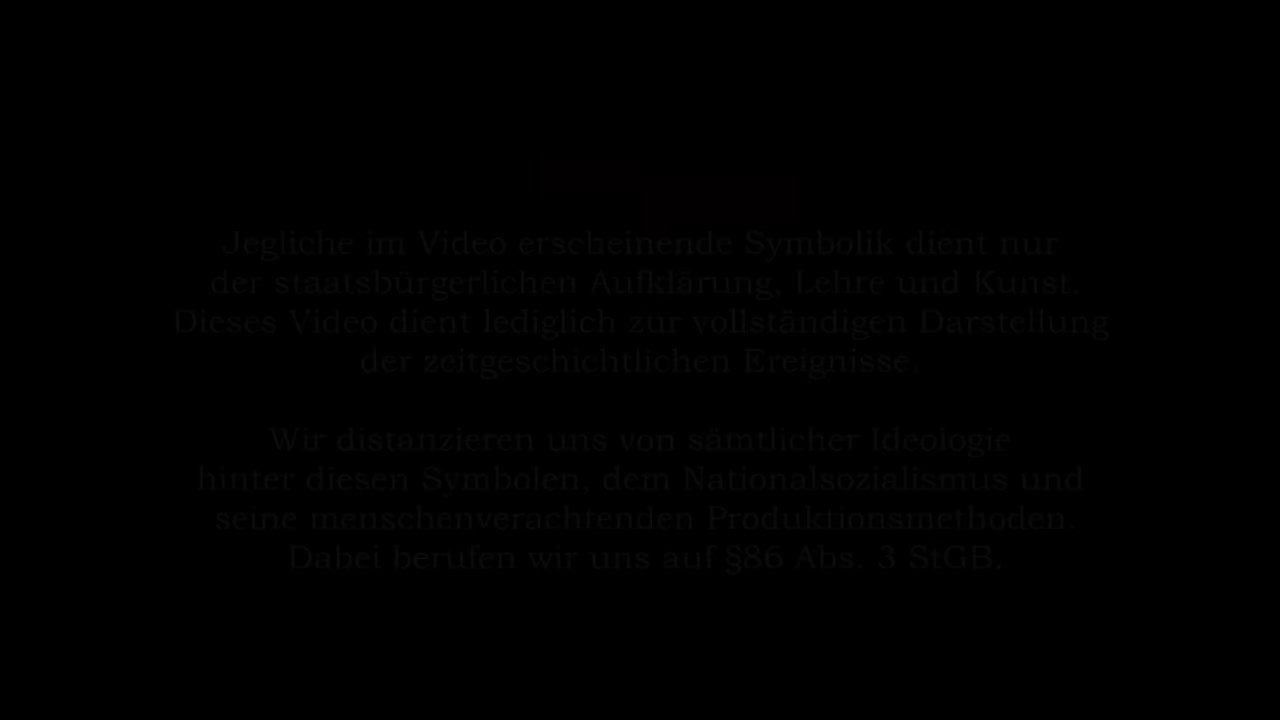 Jegliche im Video erscheinende Symbolik dient nur
der staatsbürgerlichen Aufklärung, Lehre und Kunst.
Dieses Video dient lediglich zur vollständigen Darstellung
der zeitgeschichtlichen Ereignisse.
Wir distanzieren uns von sämtlicher Ideologie
hinter diesen Symbolen, dem Nationalsozialismus und
seine menschenverachtenden Produktionsmethoden.
Dabei berufen wir uns auf §86 Abs. 3 StGB.